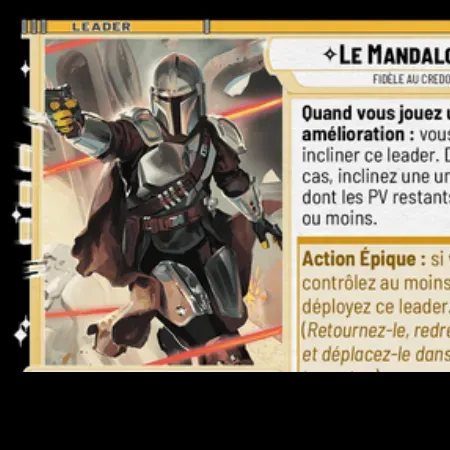 LEADER
LE MANDALO
FIDÈLE AU CREDO
Quand vous jouez u
amélioration : vous
incliner ce leader. D
cas, inclinez une un
dont les PV restants
ou moins.
Action Épique : si
contrôlez au moins
déployez ce leader.
(Retournez-le, redre
et déplacez-le dans